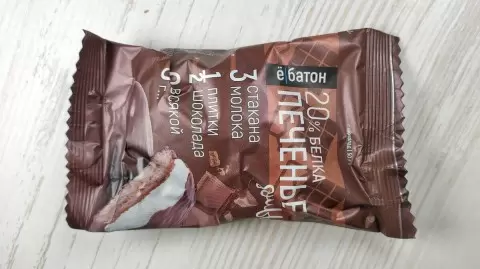 ё|батон
20% БЕЛКА
ПЕЧЕНЬЕ
3 стакана
молока
1/2 плитки
шоколада
0 всякой
г...